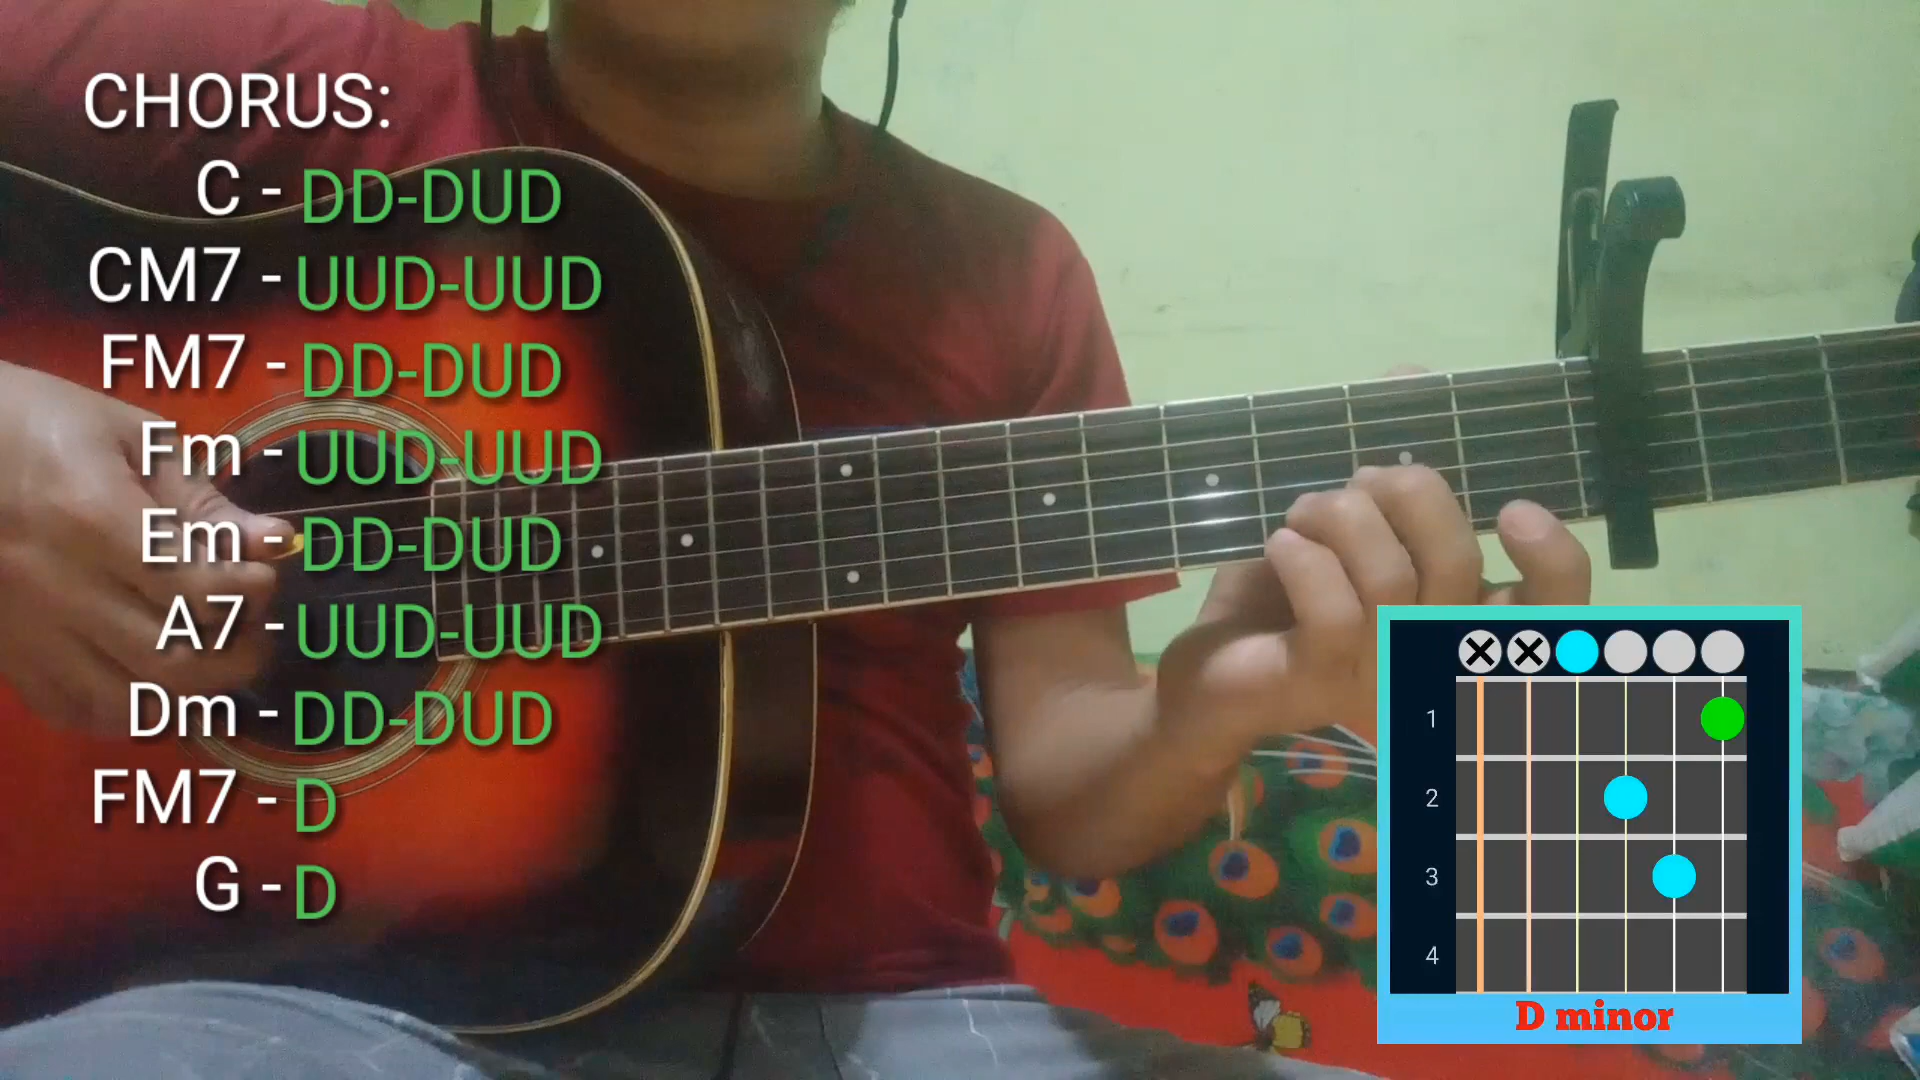 CHORUS:
C - DD-DUD
CM7 - UUD-UUD
FM7 - DD-DUD
Fm - UUD-UUD
Em - DD-DUD
A7 - UUD-UUD
Dm - DD-DUD
FM7 - D
G - D
1
2
3
4
D minor